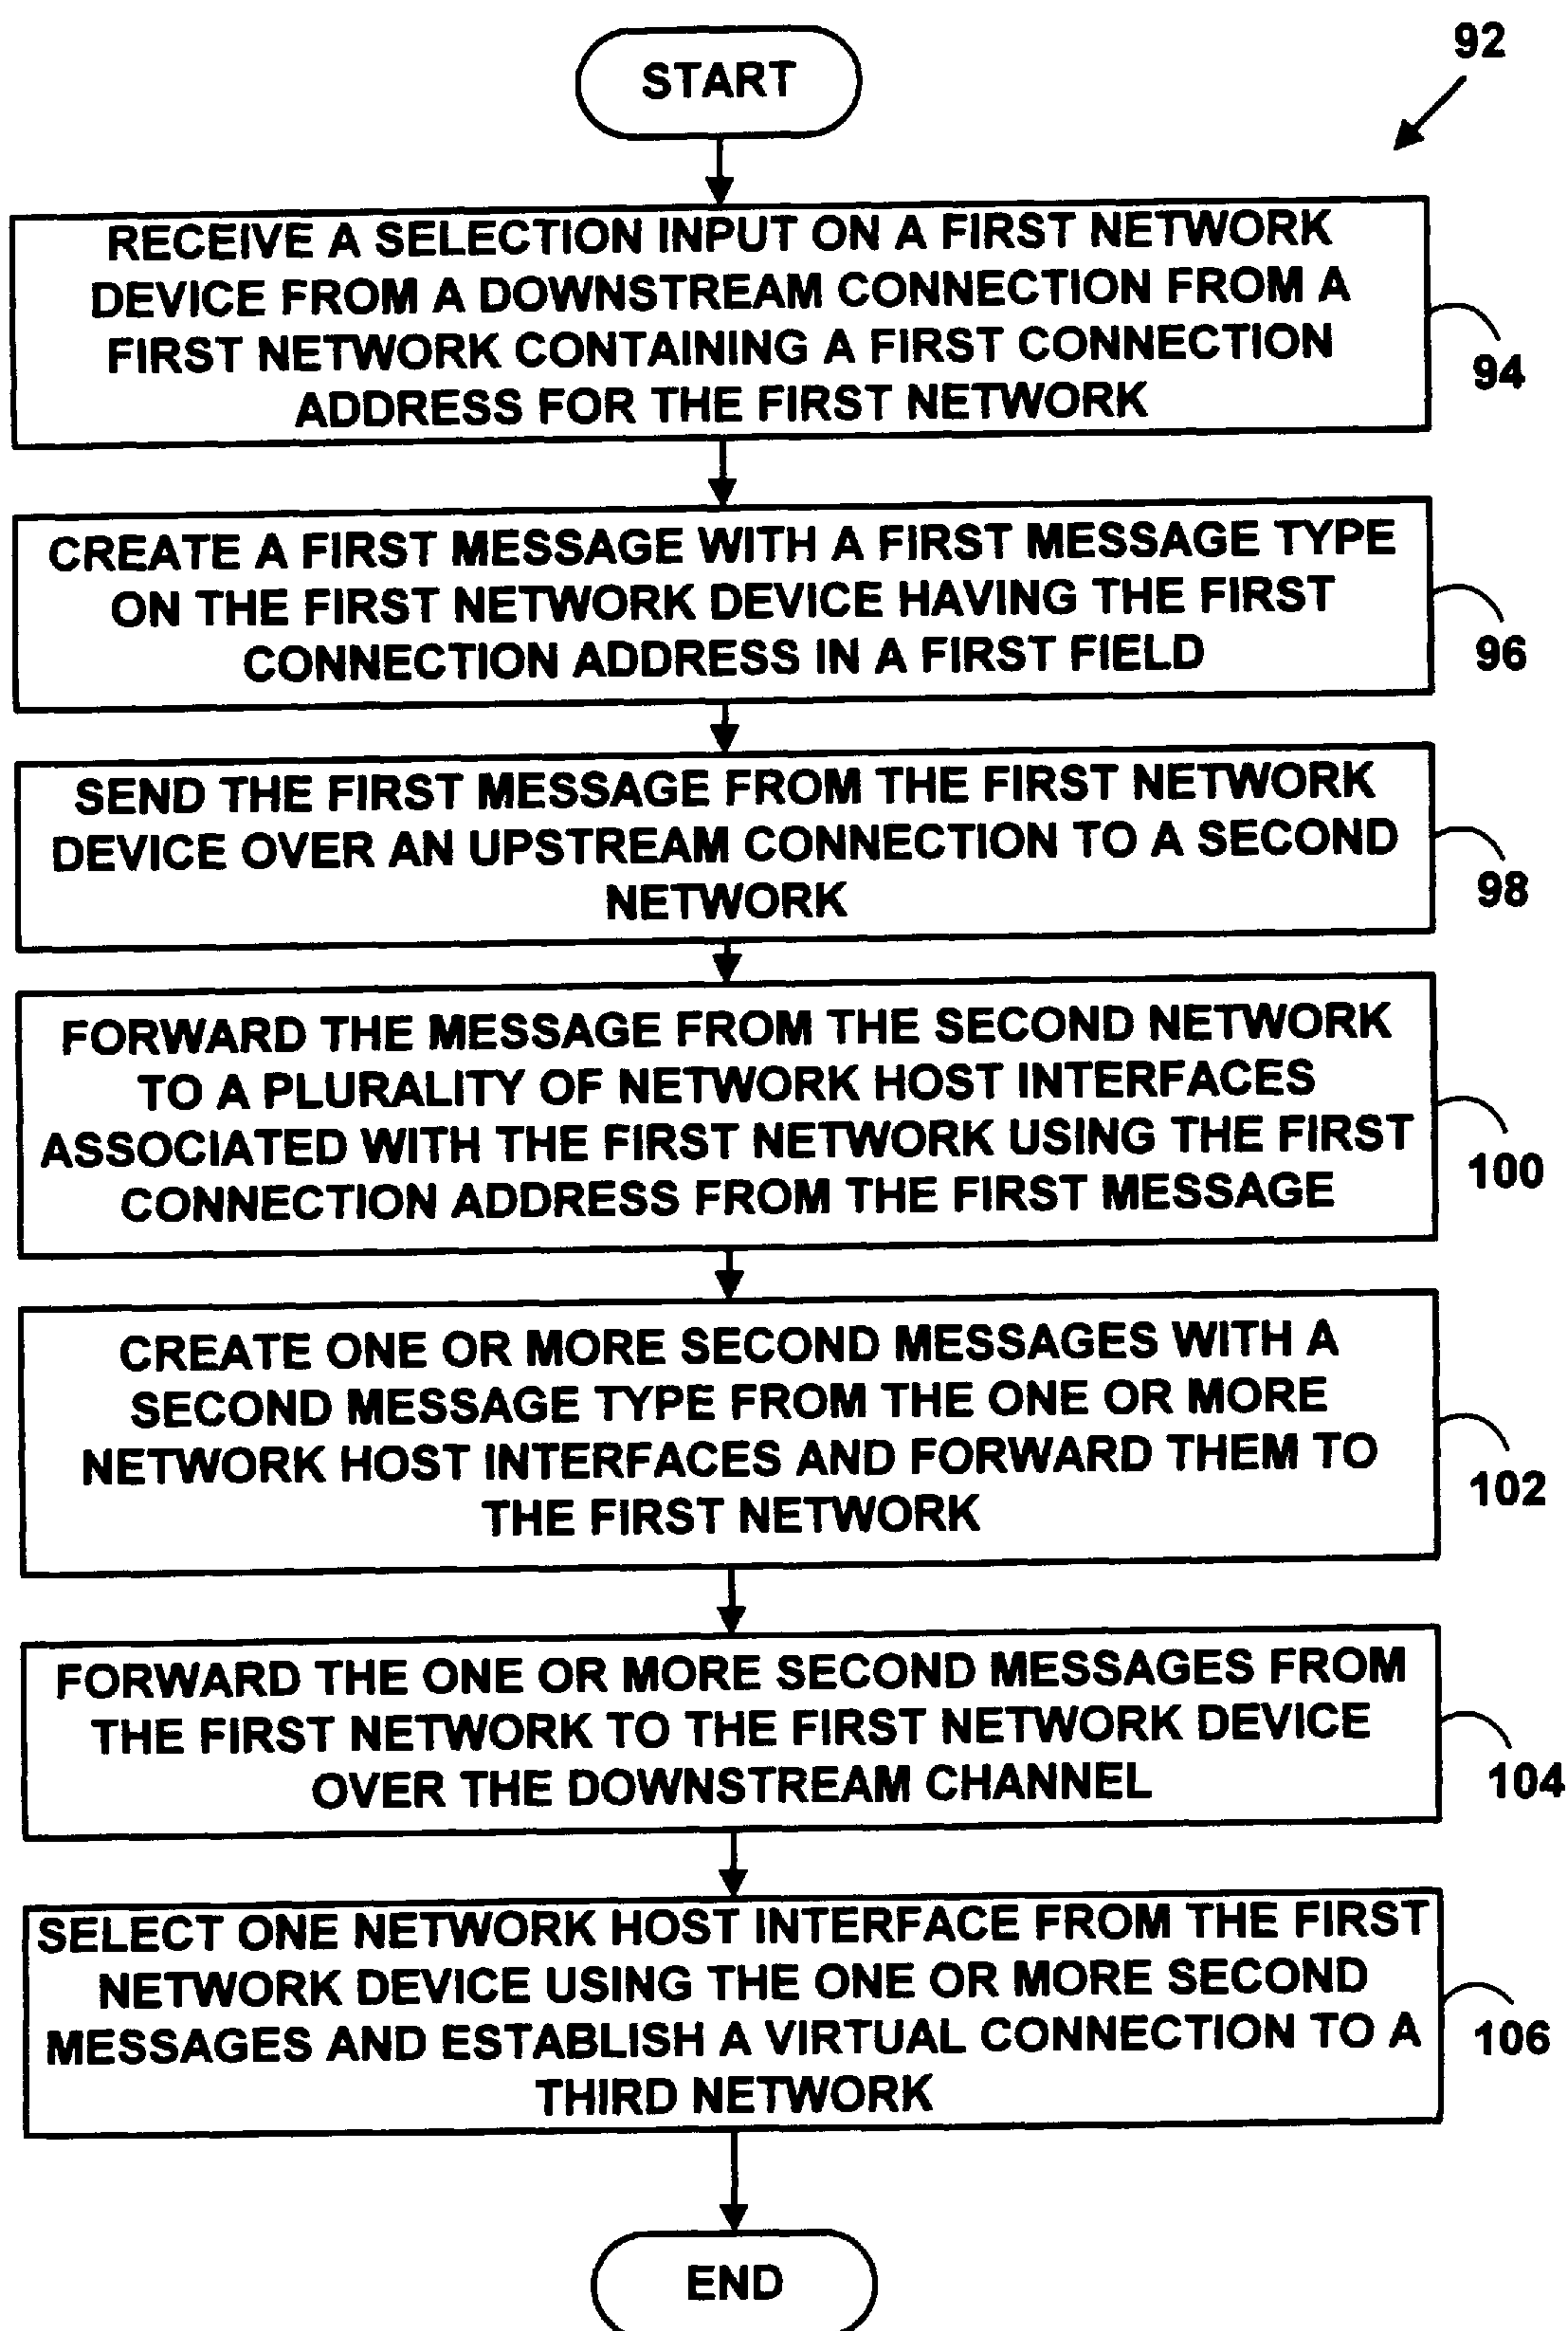 92
START
RECEIVE A SELECTION INPUT ON A FIRST NETWORK
DEVICE FROM A DOWNSTREAM CONNECTION FROM A
FIRST NETWORK CONTAINING A FIRST CONNECTION
ADDRESS FOR THE FIRST NETWORK
94
CREATE A FIRST MESSAGE WITH A FIRST MESSAGE TYPE
ON THE FIRST NETWORK DEVICE HAVING THE FIRST
CONNECTION ADDRESS IN A FIRST FIELD
96
SEND THE FIRST MESSAGE FROM THE FIRST NETWORK
DEVICE OVER AN UPSTREAM CONNECTION TO A SECOND
NETWORK
98
FORWARD THE MESSAGE FROM THE SECOND NETWORK
TO A PLURALITY OF NETWORK HOST INTERFACES
ASSOCIATED WITH THE FIRST NETWORK USING THE FIRST
CONNECTION ADDRESS FROM THE FIRST MESSAGE
100
CREATE ONE OR MORE SECOND MESSAGES WITH A
SECOND MESSAGE TYPE FROM THE ONE OR MORE
NETWORK HOST INTERFACES AND FORWARD THEM TO
THE FIRST NETWORK
102
FORWARD THE ONE OR MORE SECOND MESSAGES FROM
THE FIRST NETWORK TO THE FIRST NETWORK DEVICE
OVER THE DOWNSTREAM CHANNEL
104
SELECT ONE NETWORK HOST INTERFACE FROM THE FIRST
NETWORK DEVICE USING THE ONE OR MORE SECOND
MESSAGES AND ESTABLISH A VIRTUAL CONNECTION TO A
THIRD NETWORK
106
END